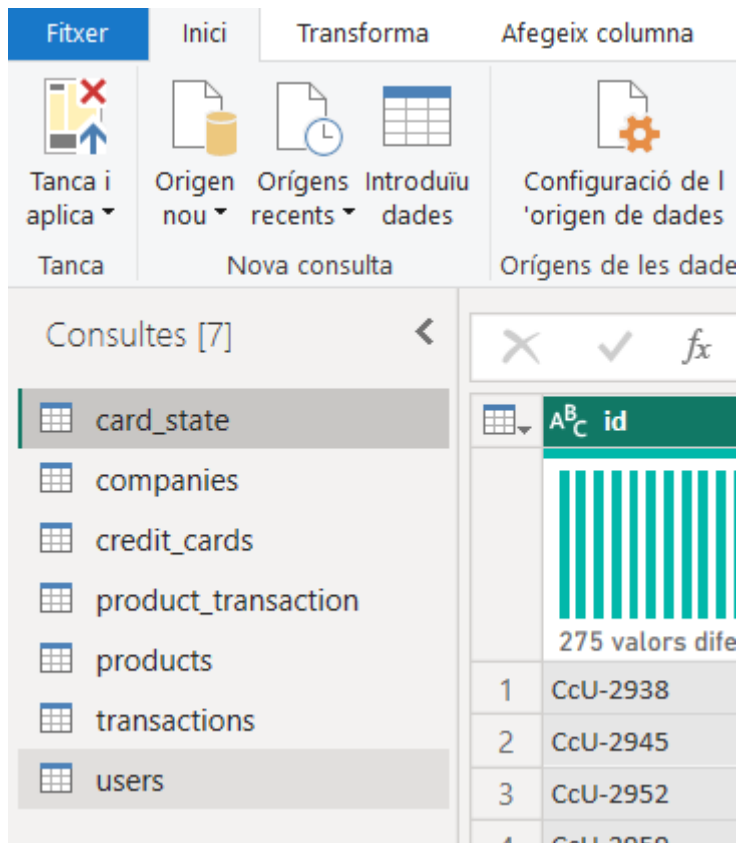 Fitxer Inici Transforma Afegeix columna
Tanca i
aplica
Origen
nou
Orígens
recents
Introduïu
dades
Configuració de l
'origen de dades
Tanca Nova consulta Orígens de les dade
Consultes [7]
fx
card_state
companies
credit_cards
product_transaction
products
transactions
users
ABC id
275 valors dife
1 CcU-2938
2 CcU-2945
3 CcU-2952